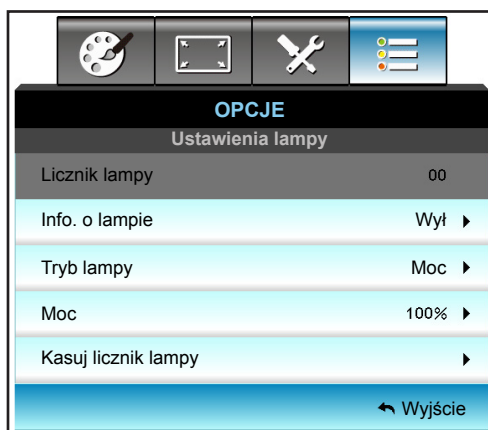 OPCJE
Ustawienia lampy
Licznik lampy 00
Info. o lampie Wył
Tryb lampy Moc
Moc 100%
Kasuj licznik lampy
Wyjście